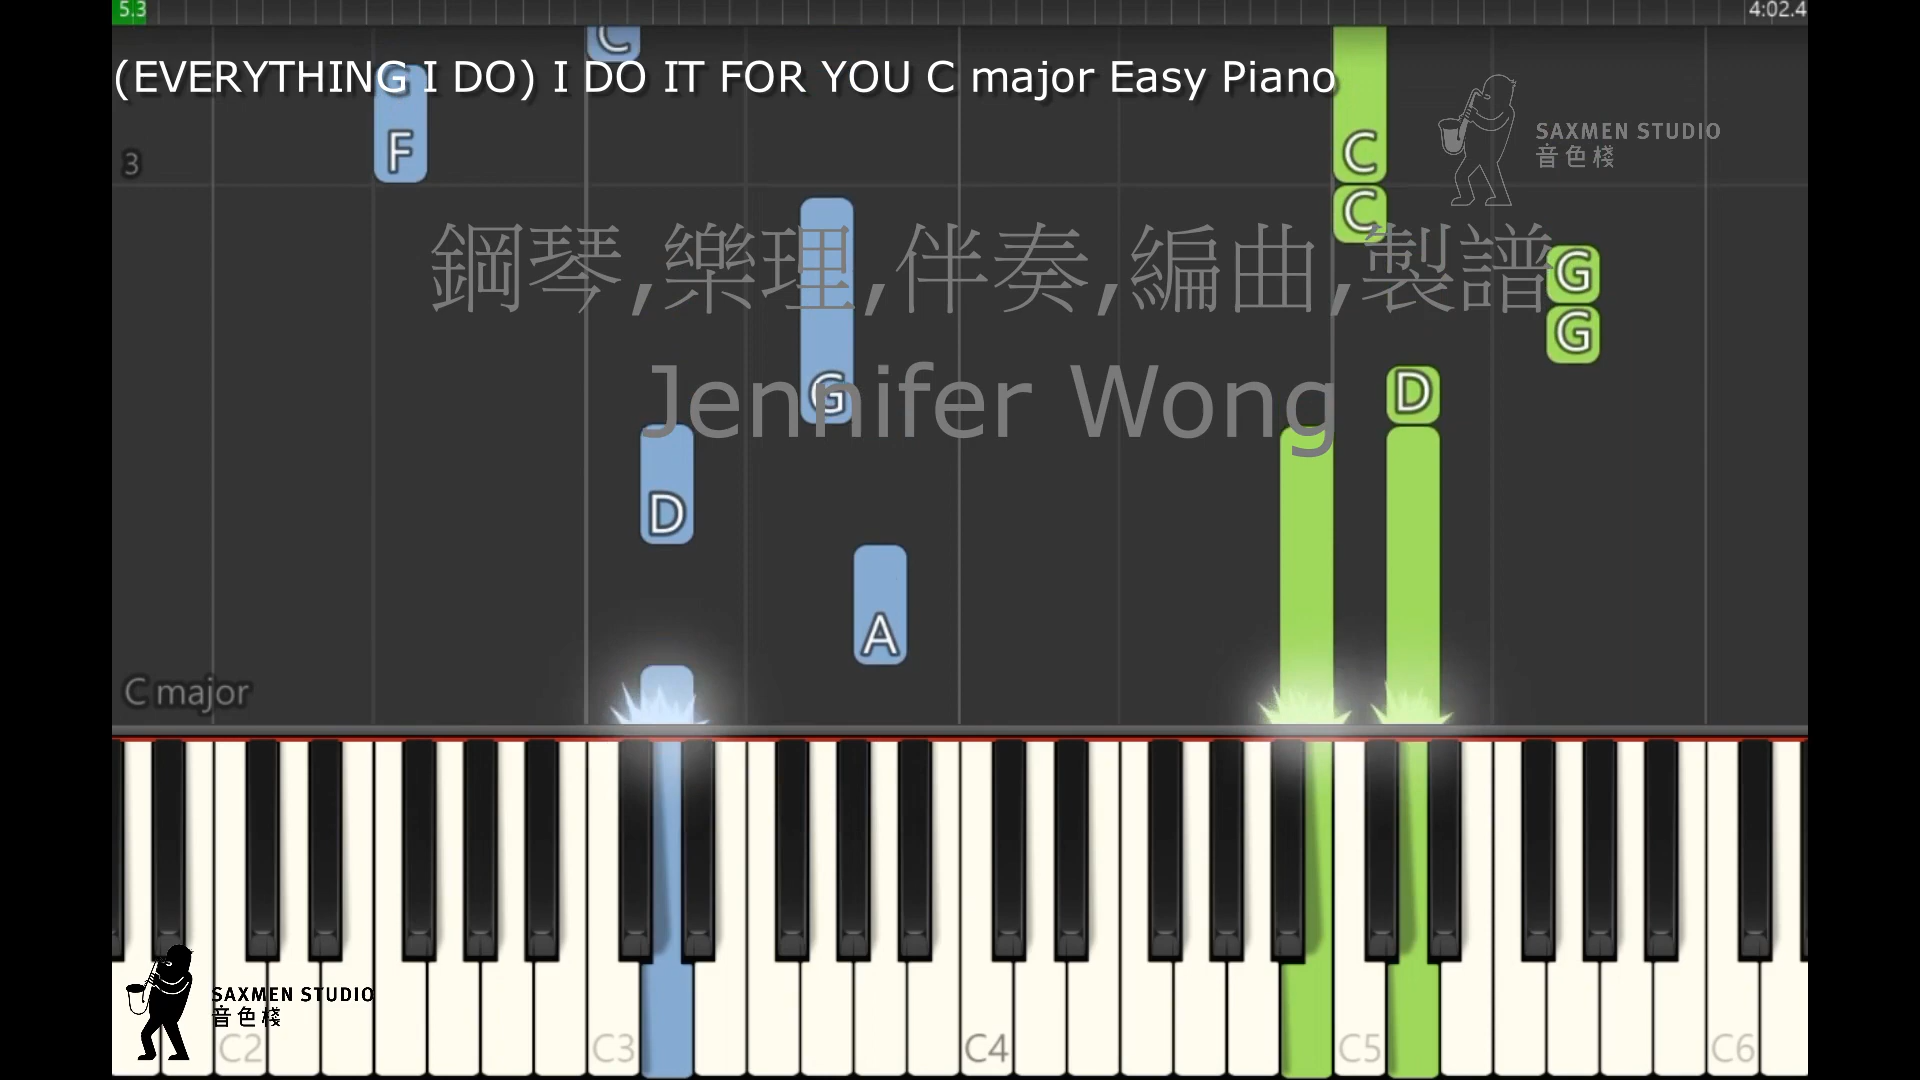 5.3
4:02.4
C
(EVERYTHING I DO) I DO IT FOR YOU C major Easy Piano
F
C
SAXMEN STUDIO
音色棧
3
C
鋼琴,樂理,伴奏,編曲,製譜
G
G
Jennifer Wong
G
D
D
A
C major
SAXMEN STUDIO
音色棧
C2
C3
C4
C5
C6